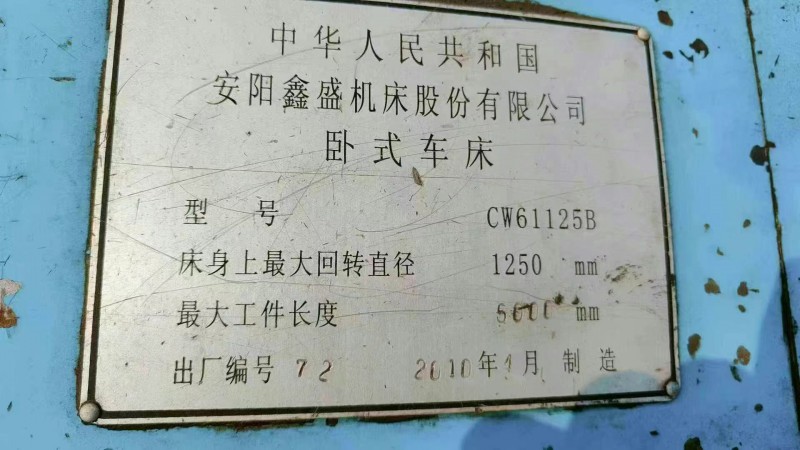 中华人民共和国
安阳鑫盛机床股份有限公司
卧式车床
型 号 CW61125B
床身上最大回转直径 1250 mm
最大工件长度 mm
出厂编号 72 2010年1月 制造